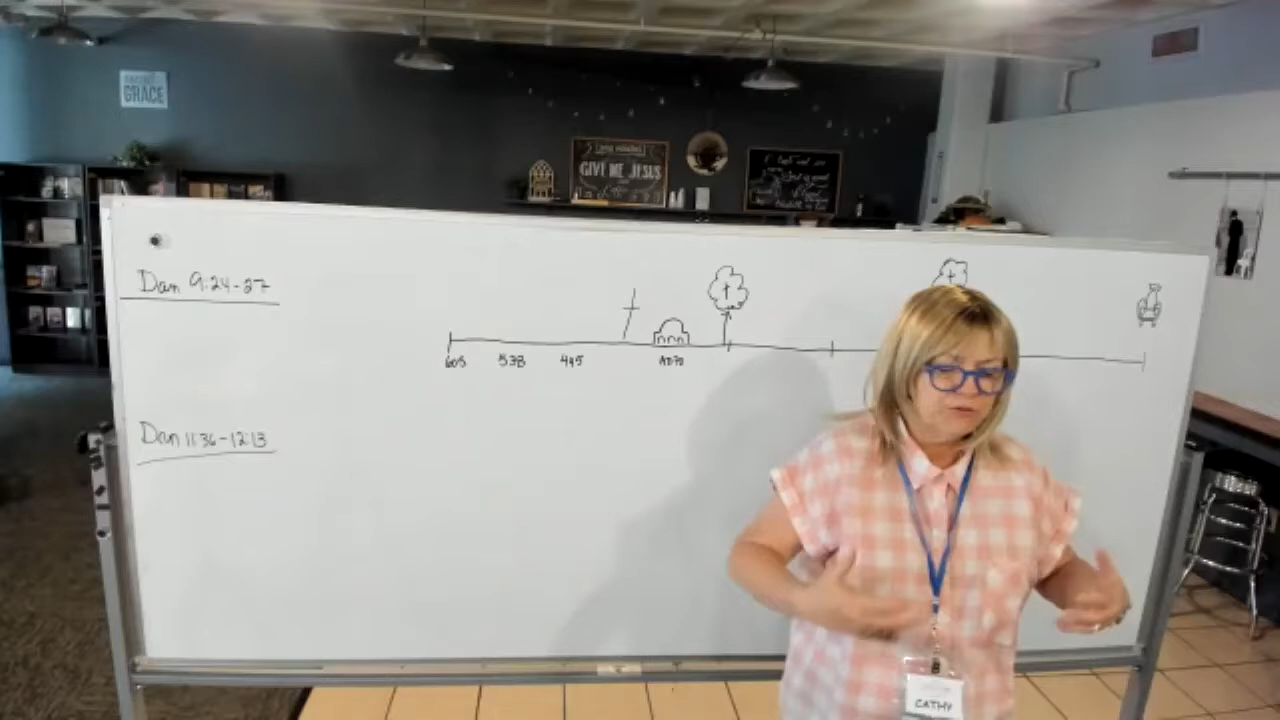 GRACE
GIVE ME JESUS
Dan 9:24-27
605 538 445 AD70
Dan 11:36-12:13
CATHY